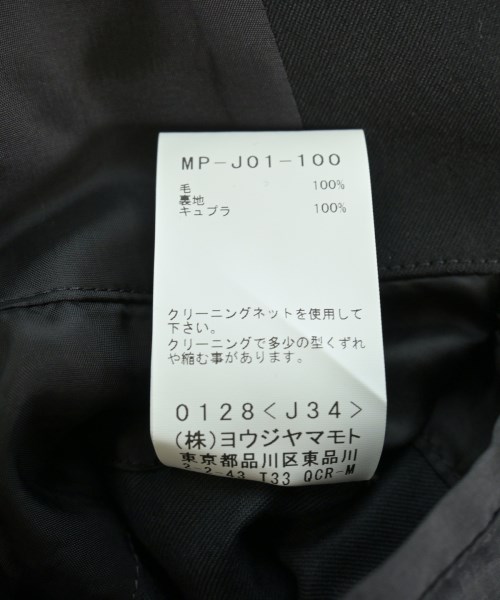 MP-J01-100
毛 100%
裏地
キュプラ 100%
クリーニングネットを使用して
下さい。
クリーニングで多少の型くずれ
や縮む事があります。
0128<J34>
(株)ヨウジヤマモト
東京都品川区東品川
2-2-43 T33 QCR-M